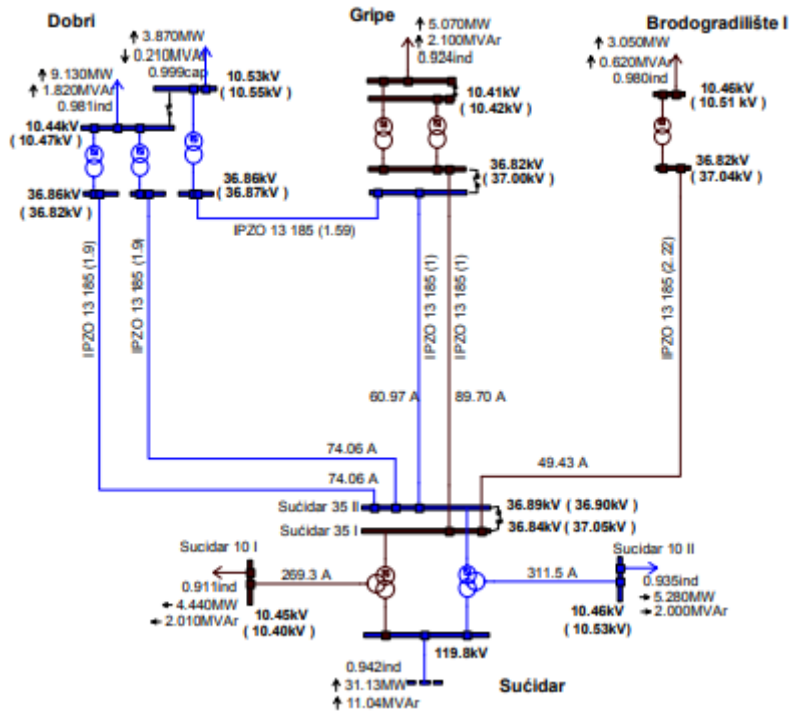 Dobri
Gripe
Brodogradilište I
3.870MW
0.210MVAr
0.999cap
9.130MW
1.820MVAr
0.981ind
10.53kV
( 10.55kV )
10.44kV
( 10.47kV )
5.070MW
2.100MVAr
0.924ind
10.41kV
( 10.42kV )
3.050MW
0.620MVAr
0.980ind
10.46kV
( 10.51 kV )
36.86kV
( 36.82kV )
36.86kV
( 36.87kV )
36.82kV
( 37.00kV )
36.82kV
( 37.04kV )
IPZO 13 185 (1.59)
IPZO 13 185 (1.9)
IPZO 13 185 (1.9)
IPZO 13 185 (1)
IPZO 13 185 (1)
IPZO 13 185 (2.22)
60.97 A
89.70 A
74.06 A
49.43 A
74.06 A
Sućidar 35 II
36.89kV ( 36.90kV )
Sućidar 35 I
36.84kV ( 37.05kV )
Sucidar 10 I
269.3 A
0.911ind
4.440MW
2.010MVAr
10.45kV
( 10.40kV )
Sucidar 10 II
311.5 A
0.935ind
5.280MW
2.000MVAr
10.46kV
( 10.53kV)
119.8kV
0.942ind
31.13MW
11.04MVAr
Sućidar